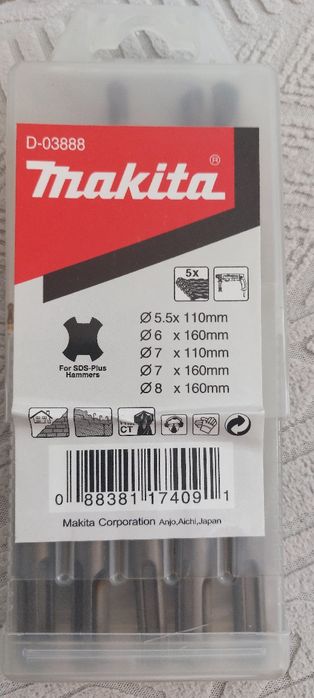 D-03888
makita®
5x
Ø 5.5x 110mm
Ø 6 x 160mm
Ø 7 x 110mm
Ø 7 x 160mm
Ø 8 x 160mm
For SDS-Plus
Hammers
CT
0 88381 17409 1
Makita Corporation Anjo,Aichi,Japan